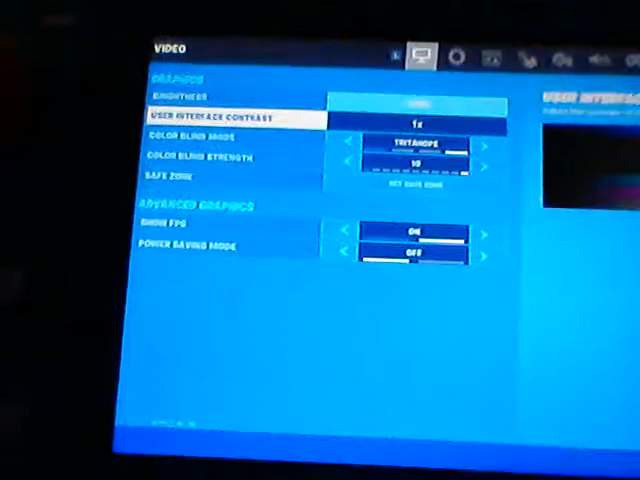 VIDEO
GRAPHICS
BRIGHTNESS
USER INTERFACE CONTRAST 1x
COLOR BLIND MODE TRITANOPE
COLOR BLIND STRENGTH 10
SAFE ZONE SET SAFE ZONE
ADVANCED GRAPHICS
SHOW FPS ON
POWER SAVING MODE OFF
USER INTERFAC